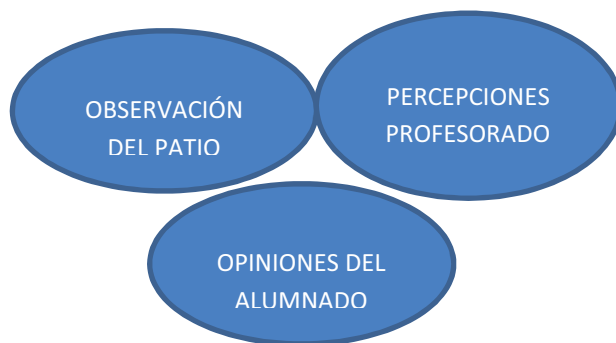 OBSERVACIÓN
DEL PATIO
PERCEPCIONES
PROFESORADO
OPINIONES DEL
ALUMNADO